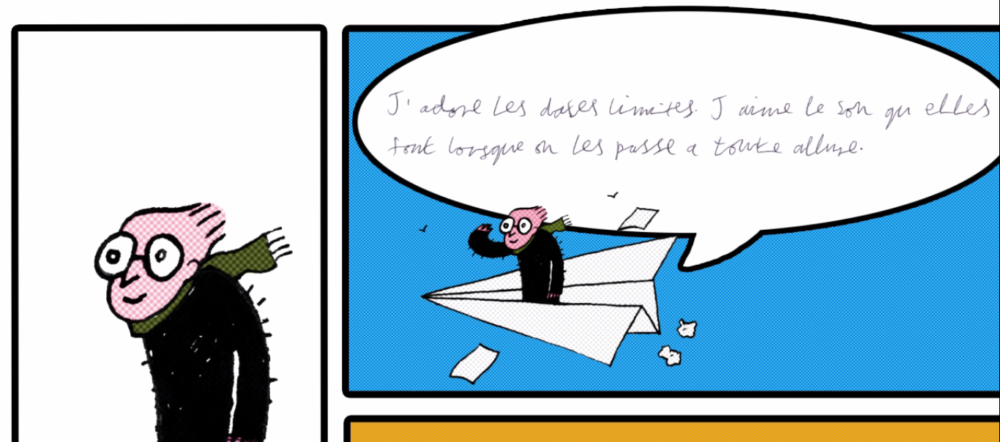 J'adore les dates limites. J aime le son qu elles
font lorsque on les passe a toute allure.